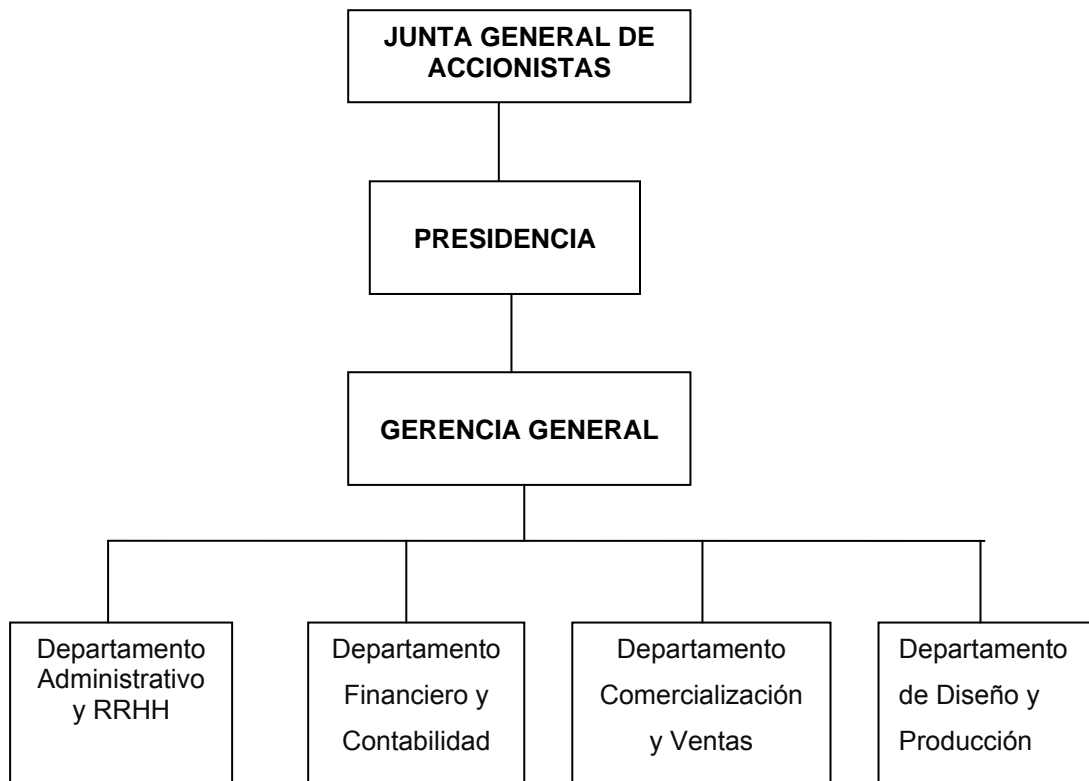 JUNTA GENERAL DE
ACCIONISTAS
PRESIDENCIA
GERENCIA GENERAL
Departamento
Administrativo
y RRHH
Departamento
Financiero y
Contabilidad
Departamento
Comercialización
y Ventas
Departamento
de Diseño y
Producción